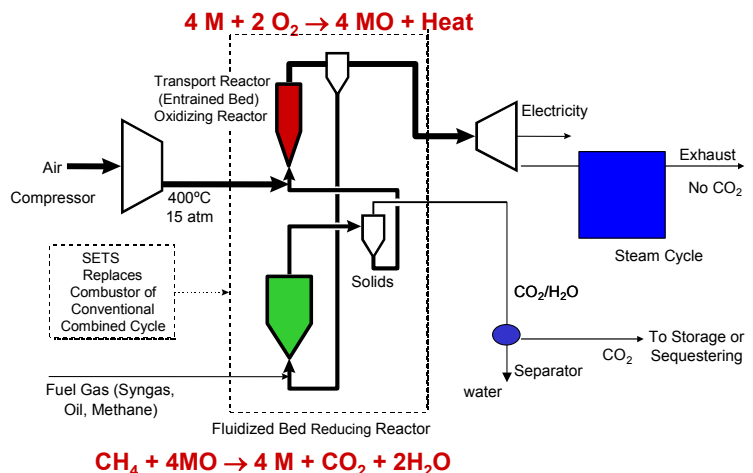 4 M + 2 O₂ → 4 MO + Heat
Transport Reactor
(Entrained Bed)
Oxidizing Reactor
Electricity
Air
Compressor
400ºC
15 atm
Exhaust
No CO₂
Steam Cycle
SETS
Replaces
Combustor of
Conventional
Combined Cycle
Solids
CO₂/H₂O
To Storage or
Sequestering
CO₂
Separator
water
Fuel Gas (Syngas,
Oil, Methane)
Fluidized Bed Reducing Reactor
CH₄ + 4MO → 4 M + CO₂ + 2H₂O